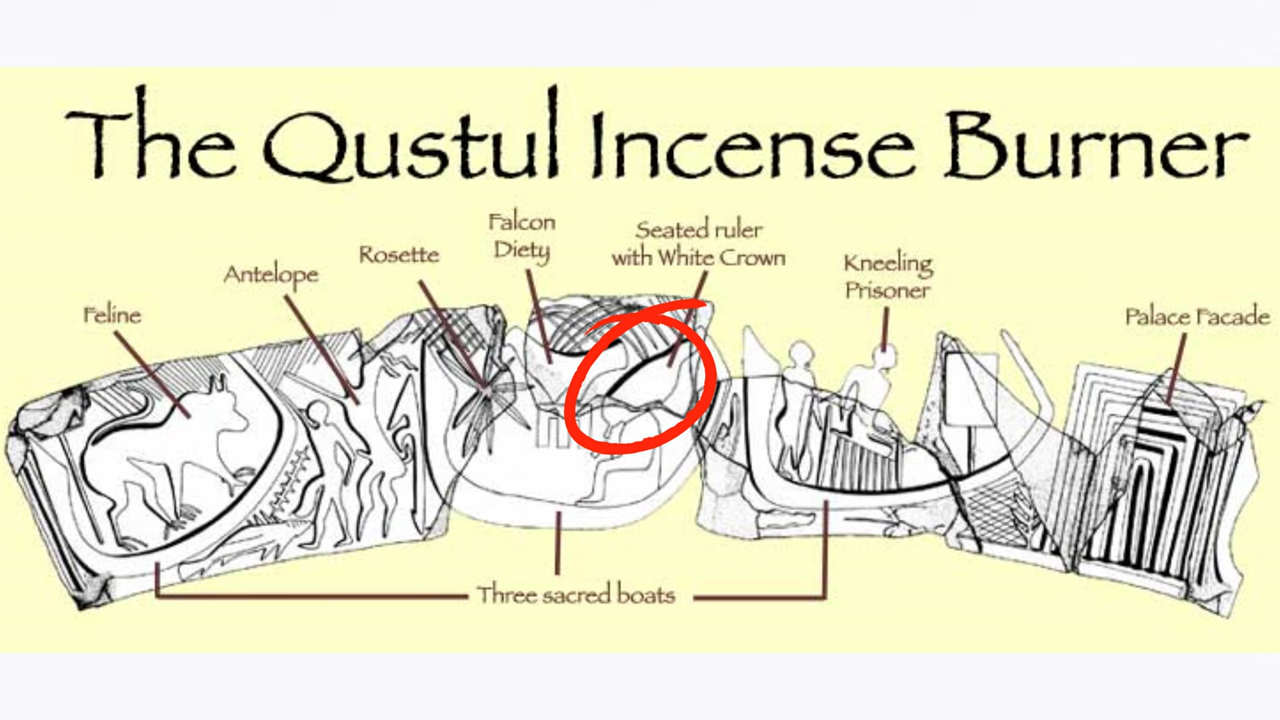 The Qustul Incense Burner
Feline
Antelope
Rosette
Falcon
Diety
Seated ruler
with White Crown
Kneeling
Prisoner
Palace Facade
Three sacred boats